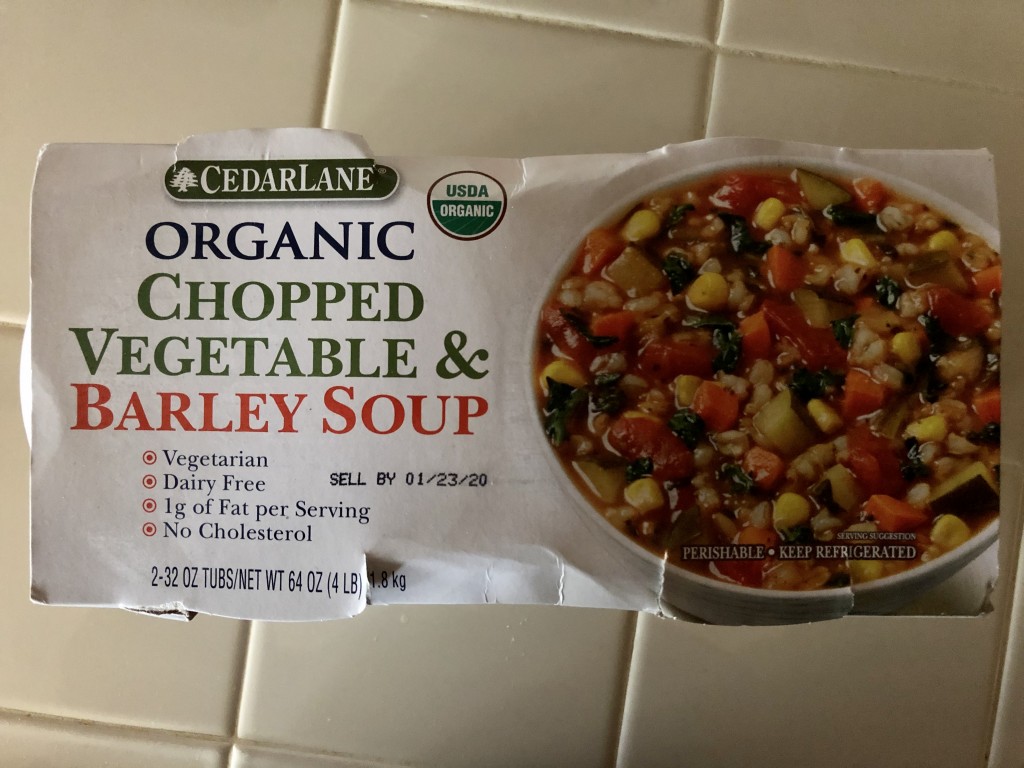 CEDARLANE®
USDA
ORGANIC
ORGANIC
CHOPPED
VEGETABLE &
BARLEY SOUP
Vegetarian
Dairy Free
1g of Fat per Serving
No Cholesterol
SELL BY 01/23/20
2-32 OZ TUBS/NET WT 64 OZ (4 LB) 1.8 kg
SERVING SUGGESTION
PERISHABLE • KEEP REFRIGERATED